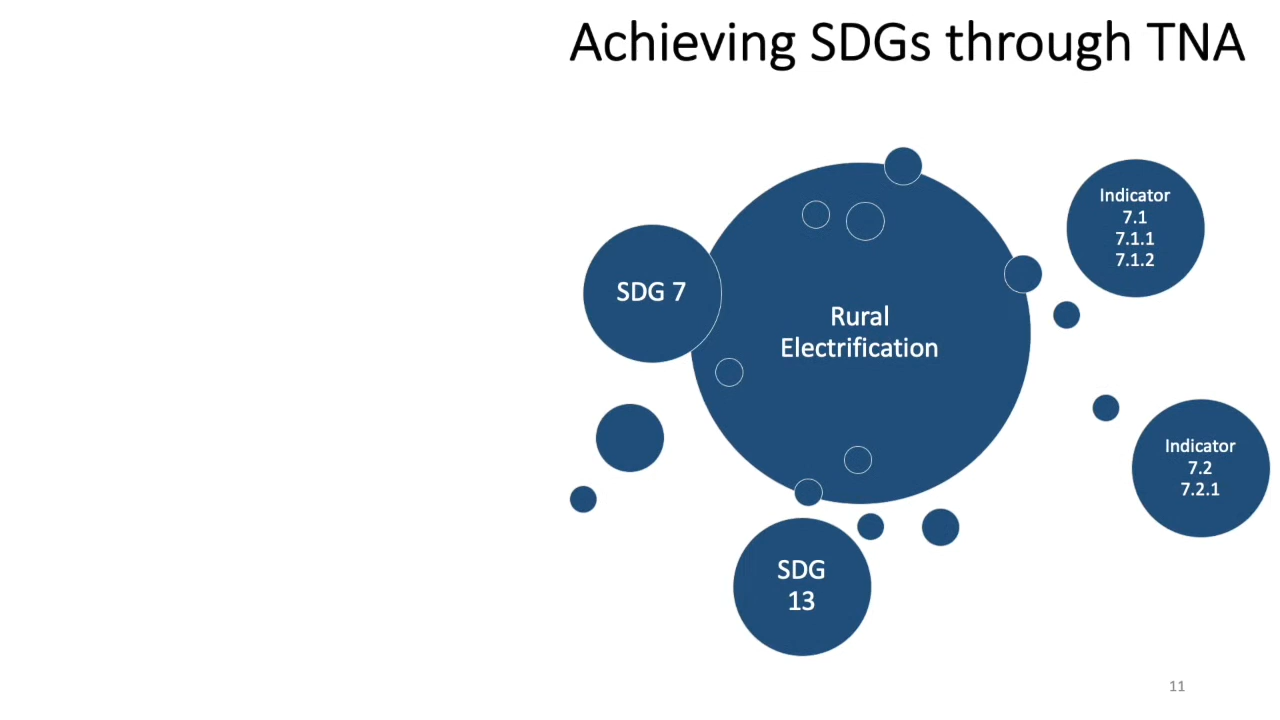 Achieving SDGs through TNA
SDG 7
Rural
Electrification
Indicator
7.1
7.1.1
7.1.2
Indicator
7.2
7.2.1
SDG
13
11